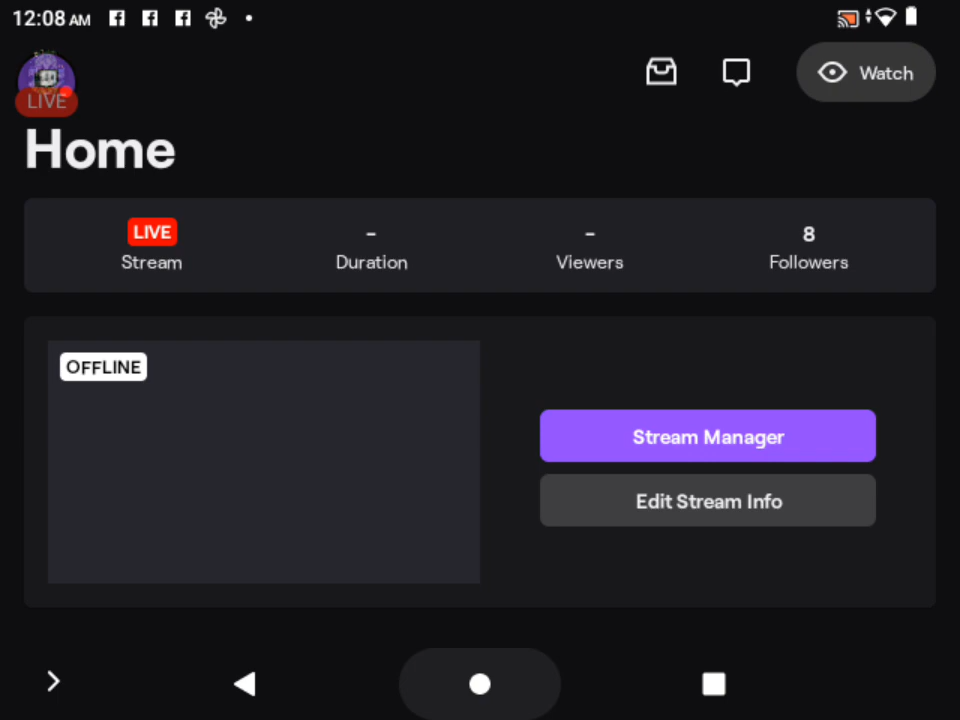 12:08 AM
Watch
LIVE
Home
LIVE - - 8
Stream Duration Viewers Followers
OFFLINE
Stream Manager
Edit Stream Info